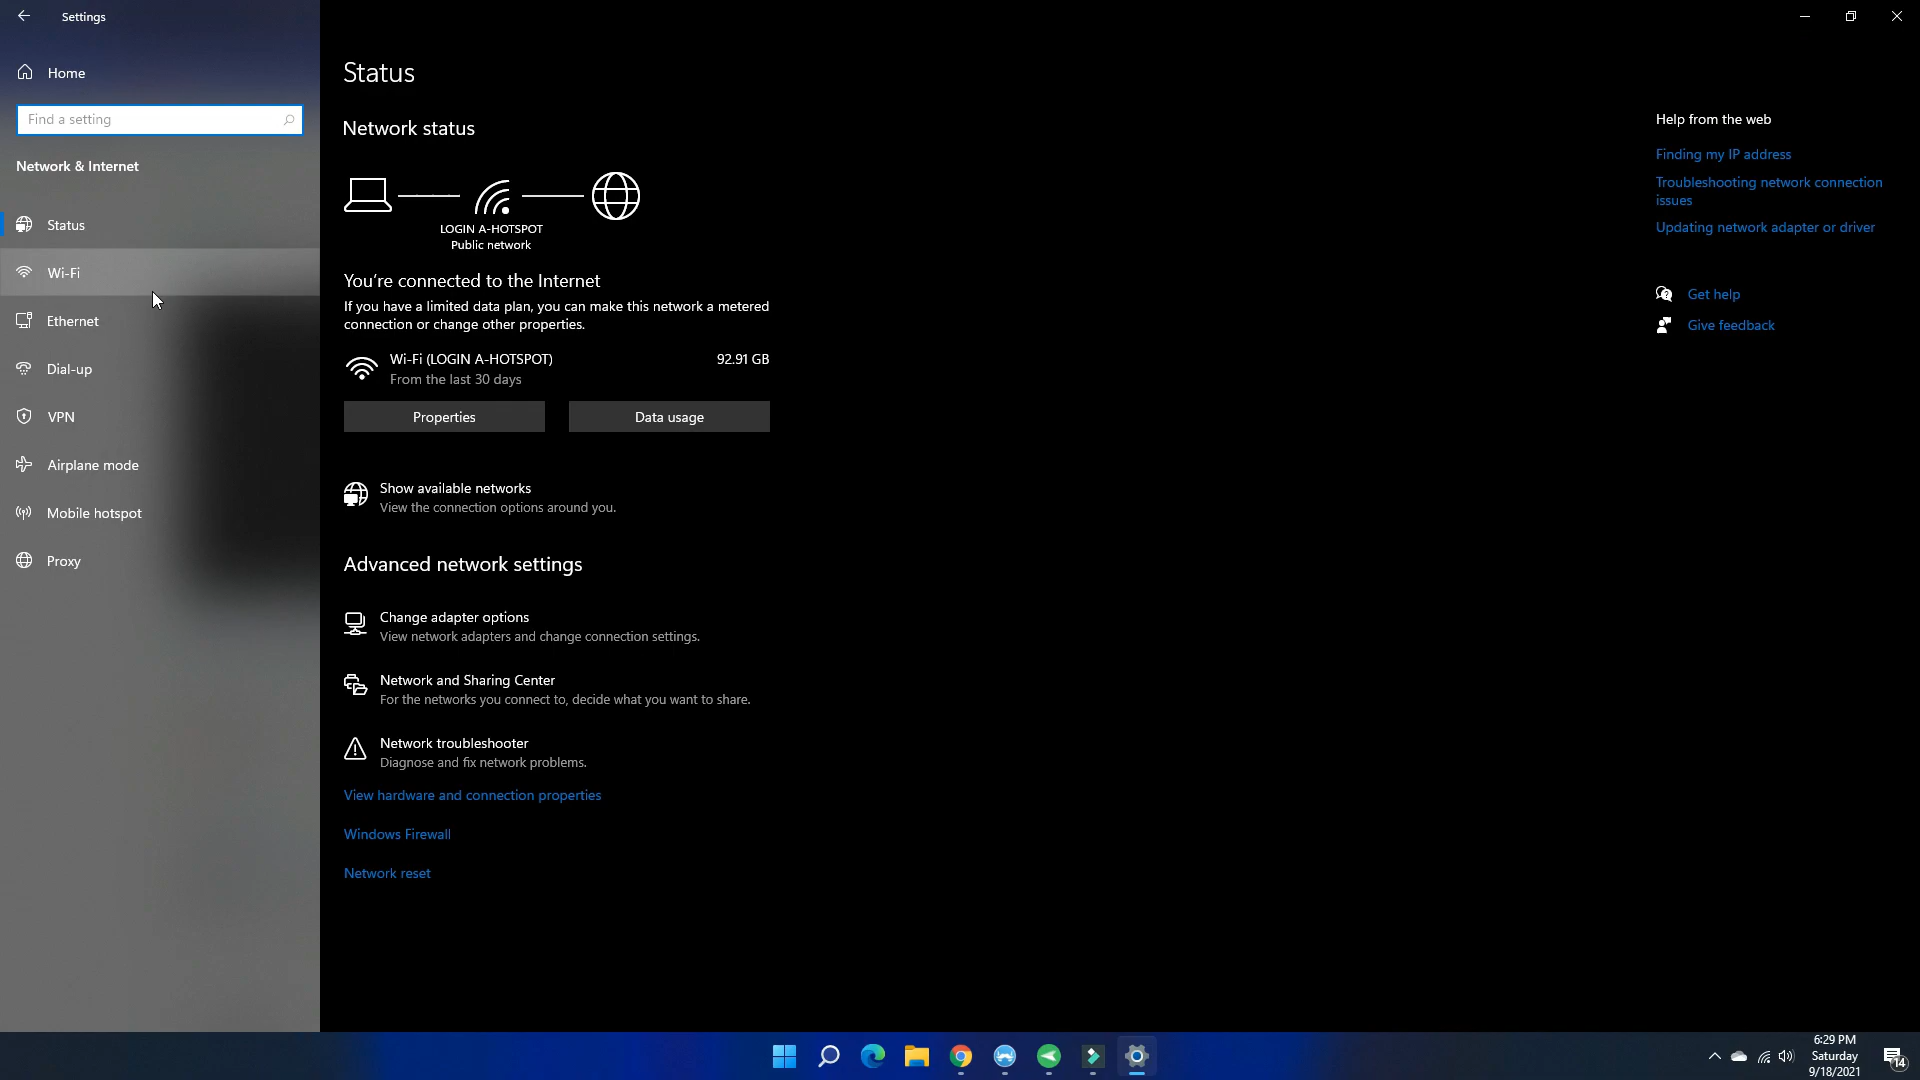 Settings
Home
Find a setting
Network & Internet
Status
Wi-Fi
Ethernet
Dial-up
VPN
Airplane mode
Mobile hotspot
Proxy
Status
Network status
LOGIN A-HOTSPOT
Public network
You're connected to the Internet
If you have a limited data plan, you can make this network a metered
connection or change other properties.
Wi-Fi (LOGIN A-HOTSPOT) 92.91 GB
From the last 30 days
Properties
Data usage
Show available networks
View the connection options around you.
Advanced network settings
Change adapter options
View network adapters and change connection settings.
Network and Sharing Center
For the networks you connect to, decide what you want to share.
Network troubleshooter
Diagnose and fix network problems.
View hardware and connection properties
Windows Firewall
Network reset
Help from the web
Finding my IP address
Troubleshooting network connection
issues
Updating network adapter or driver
Get help
Give feedback
6:29 PM
Saturday
9/18/2021
14